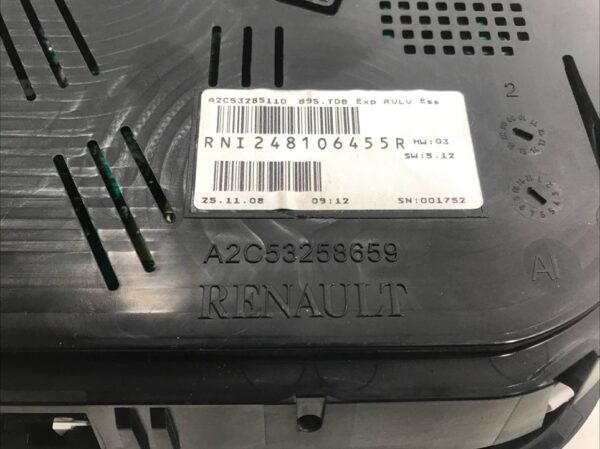 A2C53285110 B95.TDB Exp RVLV Ess
RNI248106455R HW:03
SW:5.12
25.11.08 09:12 SN:001752
2
A2C53258659
AI
RENAULT